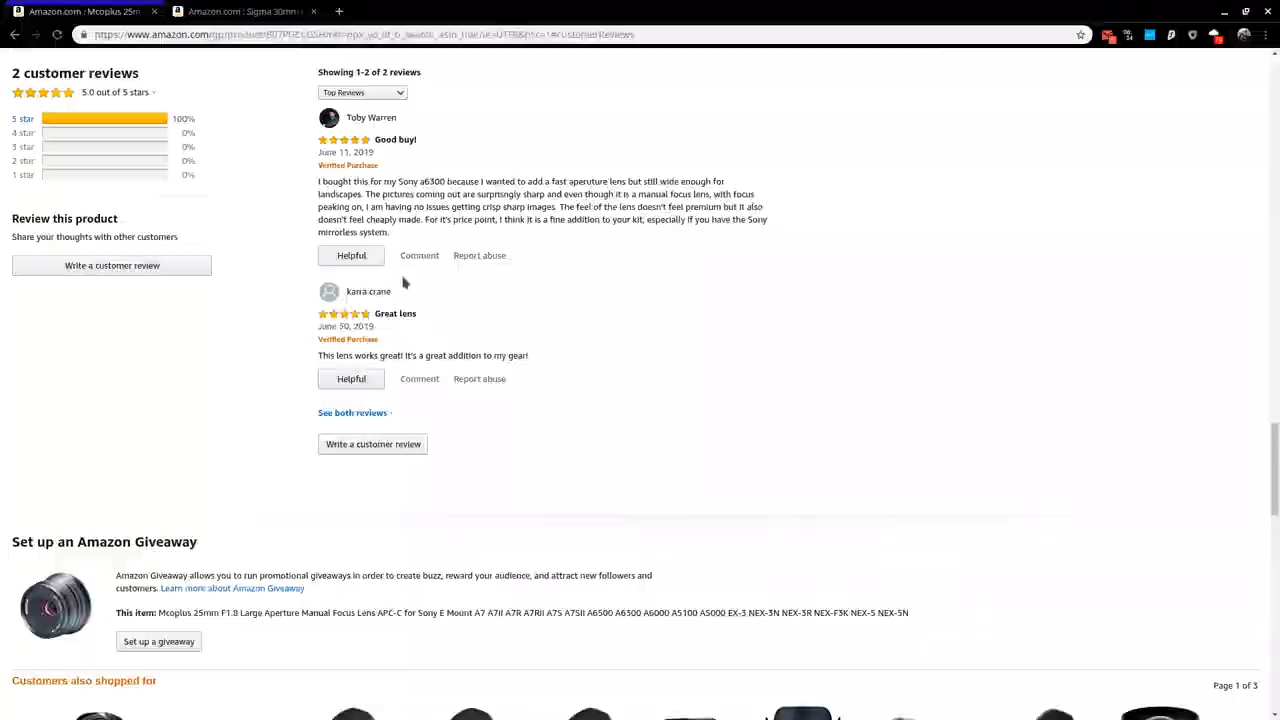 Amazon.com : Mcoplus 25m
Amazon.com : Sigma 30mm
2 customer reviews
5.0 out of 5 stars
5 star 100%
4 star 0%
3 star 0%
2 star 0%
1 star 0%
Review this product
Share your thoughts with other customers
Write a customer review
Showing 1-2 of 2 reviews
Top Reviews
Toby Warren
Good buy!
June 11, 2019
Verified Purchase
I bought this for my Sony a6300 because I wanted to add a fast aperuture lens but still wide enough for
landscapes. The pictures coming out are surprisingly sharp and even though it is a manual focus lens, with focus
peaking on, I am having no issues getting crisp sharp images. The feel of the lens doesn't feel premium but it also
doesn't feel cheaply made. For it's price point, I think it is a fine addition to your kit, especially if you have the Sony
mirrorless system.
Helpful Comment Report abuse
karra crane
Great lens
June 30, 2019
Verified Purchase
This lens works great! It's a great addition to my gear!
Helpful Comment Report abuse
See both reviews
Write a customer review
Set up an Amazon Giveaway
Amazon Giveaway allows you to run promotional giveaways in order to create buzz, reward your audience, and attract new followers and
customers. Learn more about Amazon Giveaway
This item: Mcoplus 25mm F1.8 Large Aperture Manual Focus Lens APC-C for Sony E Mount A7 A7II A7R A7RII A7S A7SII A6500 A6300 A6000 A5100 A5000 EX-3 NEX-3N NEX-3R NEX-F3K NEX-5 NEX-5N
Set up a giveaway
Customers also shopped for
Page 1 of 3